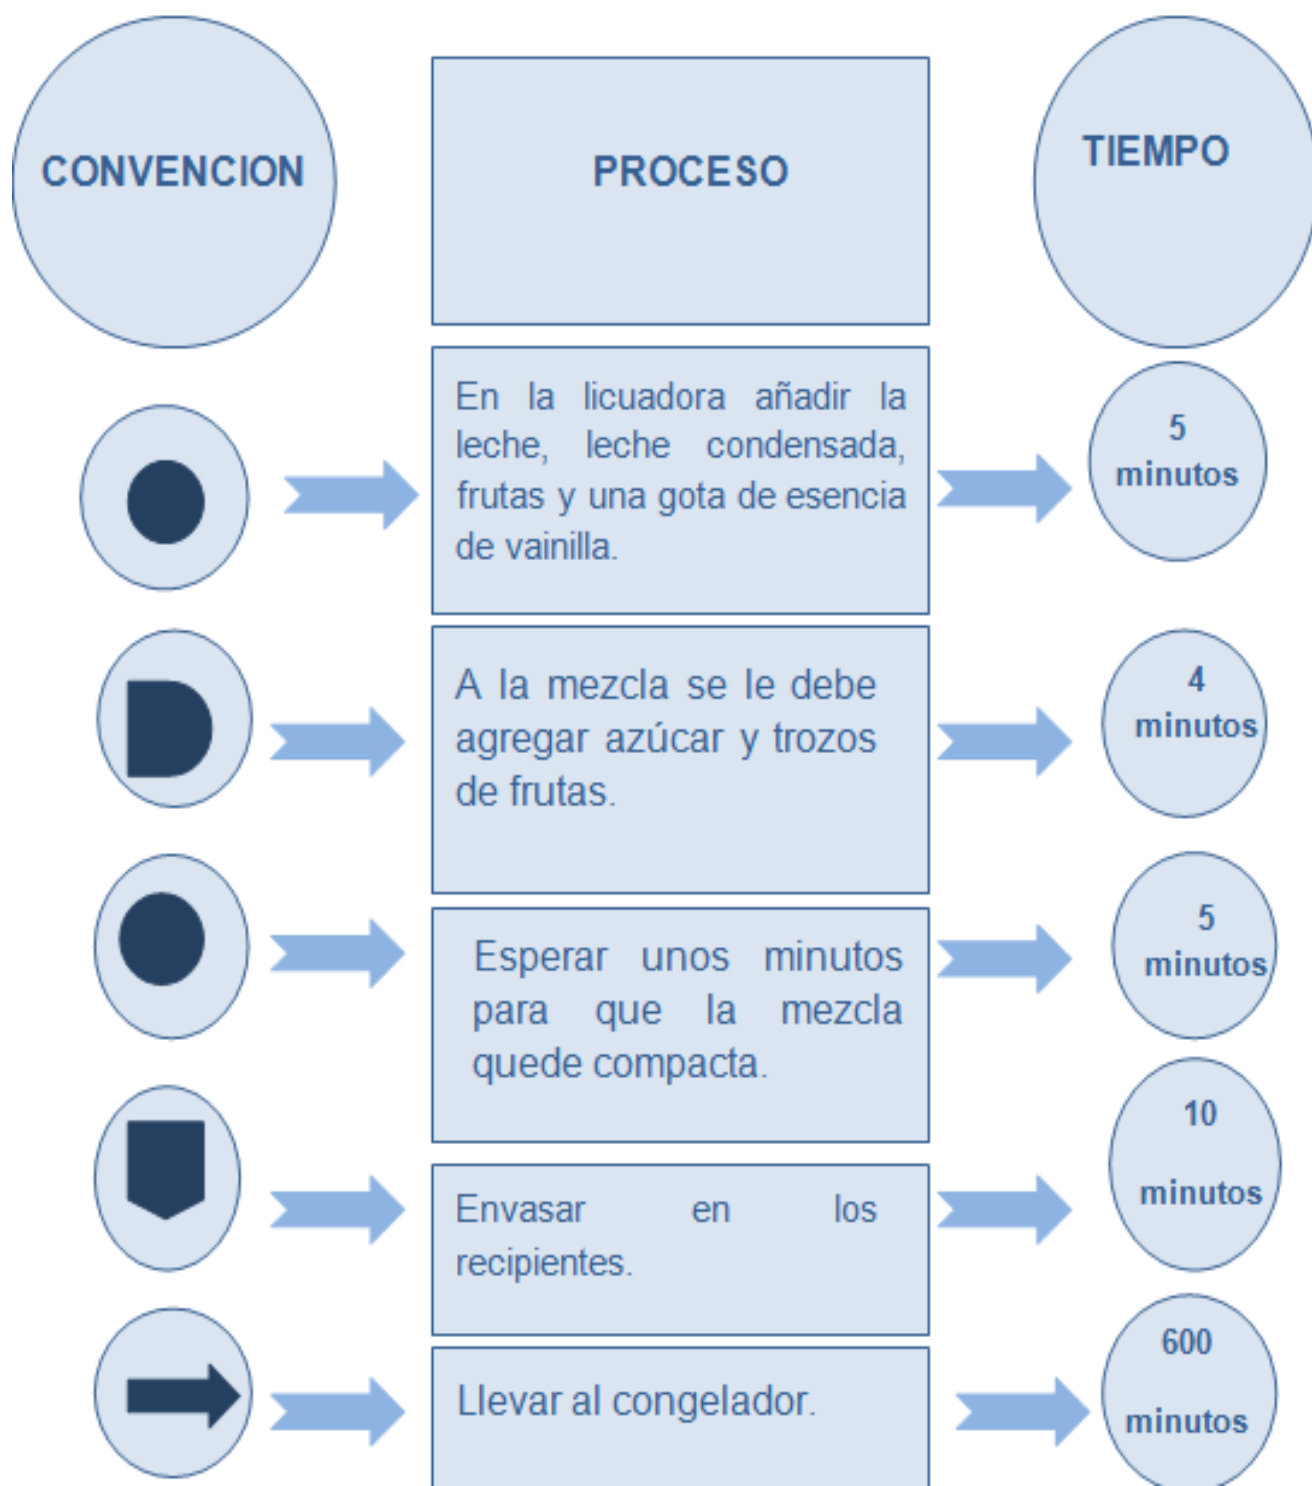 CONVENCION
PROCESO
TIEMPO
En la licuadora añadir la
leche, leche condensada,
frutas y una gota de esencia
de vainilla.
5
minutos
A la mezcla se le debe
agregar azúcar y trozos
de frutas.
4
minutos
Esperar unos minutos
para que la mezcla
quede compacta.
5
minutos
Envasar en los
recipientes.
10
minutos
Llevar al congelador.
600
minutos